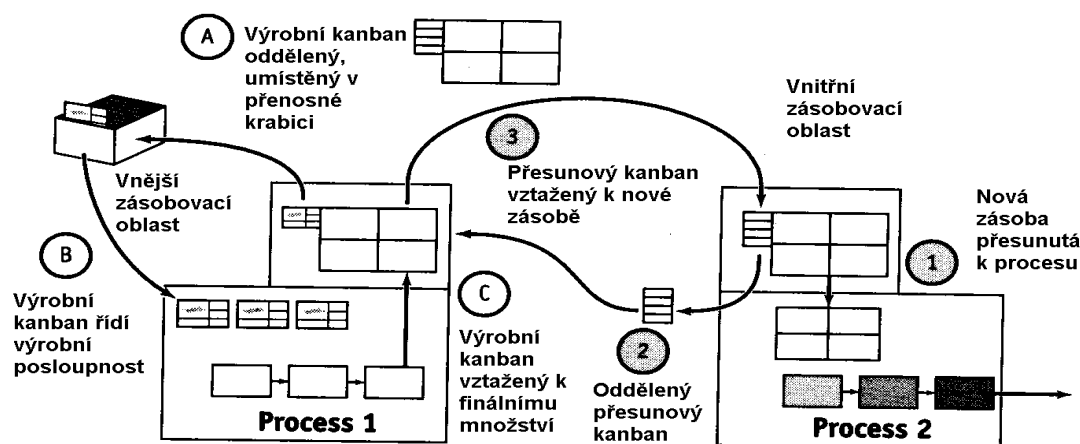 A
Výrobní kanban
oddělený,
umístěný v
přenosné
krabici
Vnitřní
zásobovací
oblast
3
Přesunový kanban
vztažený k nové
zásobě
Vnější
zásobovací
oblast
Nová
zásoba
přesunutá
k procesu
1
B
Výrobní
kanban řídí
výrobní
posloupnost
C
Výrobní
kanban
vztažený k
finálnímu
množství
2
Oddělený
přesunový
kanban
Process 1
Process 2